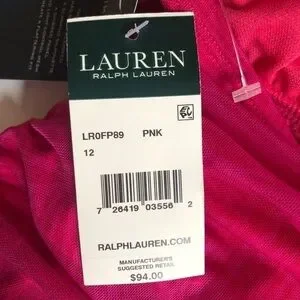 LAUREN
RALPH LAUREN
LR0FP89 PNK
12
7 26419 03556 2
RALPHLAUREN.COM
MANUFACTURER'S
SUGGESTED RETAIL
$94.00